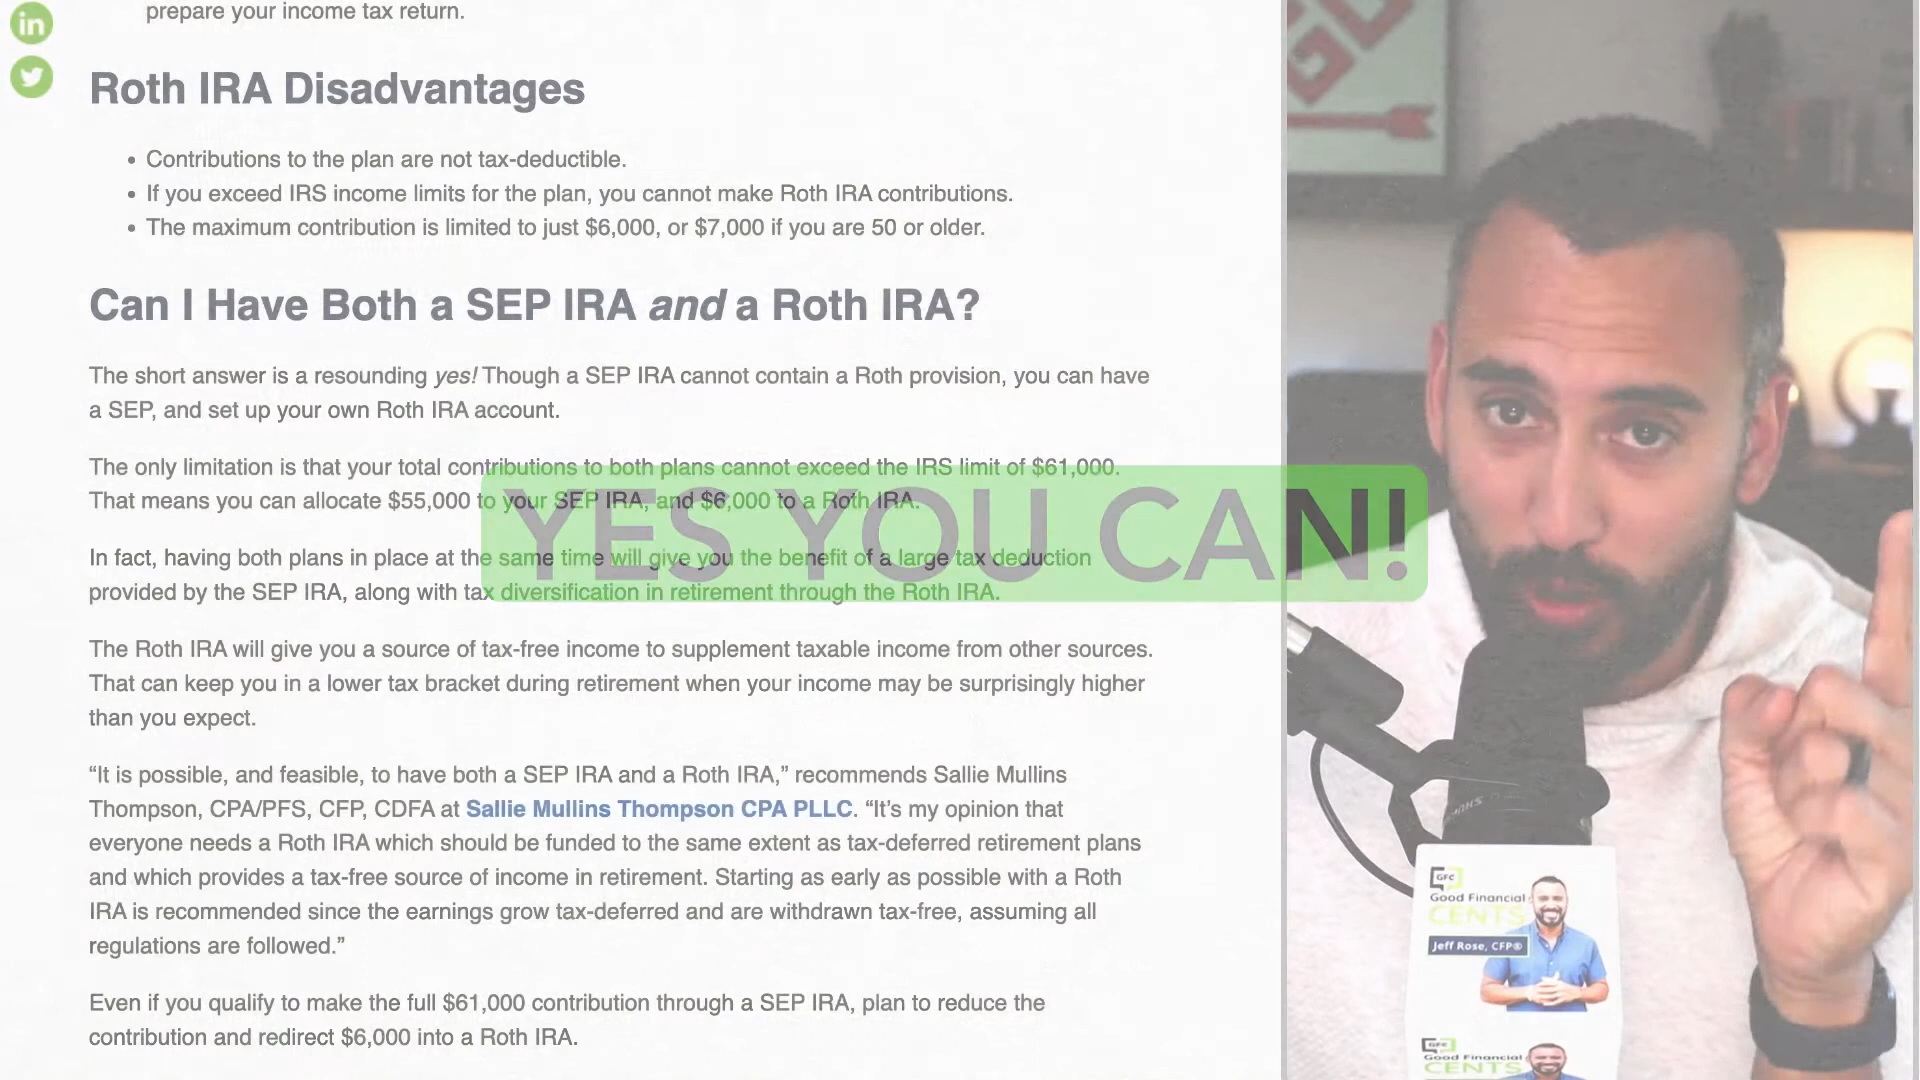 prepare your income tax return.
Roth IRA Disadvantages
• Contributions to the plan are not tax-deductible.
• If you exceed IRS income limits for the plan, you cannot make Roth IRA contributions.
• The maximum contribution is limited to just $6,000, or $7,000 if you are 50 or older.
Can I Have Both a SEP IRA and a Roth IRA?
The short answer is a resounding yes! Though a SEP IRA cannot contain a Roth provision, you can have
a SEP, and set up your own Roth IRA account.
The only limitation is that your total contributions to both plans cannot exceed the IRS limit of $61,000.
That means you can allocate $55,000 to your SEP IRA, and $6,000 to a Roth IRA.
YES YOU CAN!
In fact, having both plans in place at the same time will give you the benefit of a large tax deduction
provided by the SEP IRA, along with tax diversification in retirement through the Roth IRA.
The Roth IRA will give you a source of tax-free income to supplement taxable income from other sources.
That can keep you in a lower tax bracket during retirement when your income may be surprisingly higher
than you expect.
“It is possible, and feasible, to have both a SEP IRA and a Roth IRA,” recommends Sallie Mullins
Thompson, CPA/PFS, CFP, CDFA at Sallie Mullins Thompson CPA PLLC. “It’s my opinion that
everyone needs a Roth IRA which should be funded to the same extent as tax-deferred retirement plans
and which provides a tax-free source of income in retirement. Starting as early as possible with a Roth
IRA is recommended since the earnings grow tax-deferred and are withdrawn tax-free, assuming all
regulations are followed.”
Even if you qualify to make the full $61,000 contribution through a SEP IRA, plan to reduce the
contribution and redirect $6,000 into a Roth IRA.
in
GFC
Good Financial
CENTS
Jeff Rose, CFP®
GFC
Good Financial
CENTS